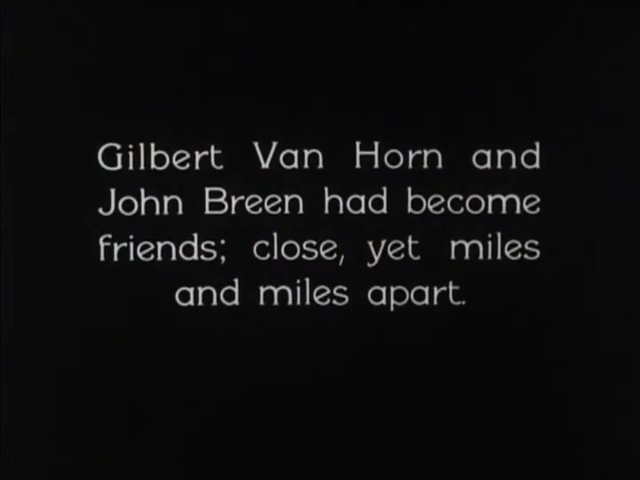 Gilbert Van Horn and
John Breen had become
friends; close, yet miles
and miles apart.